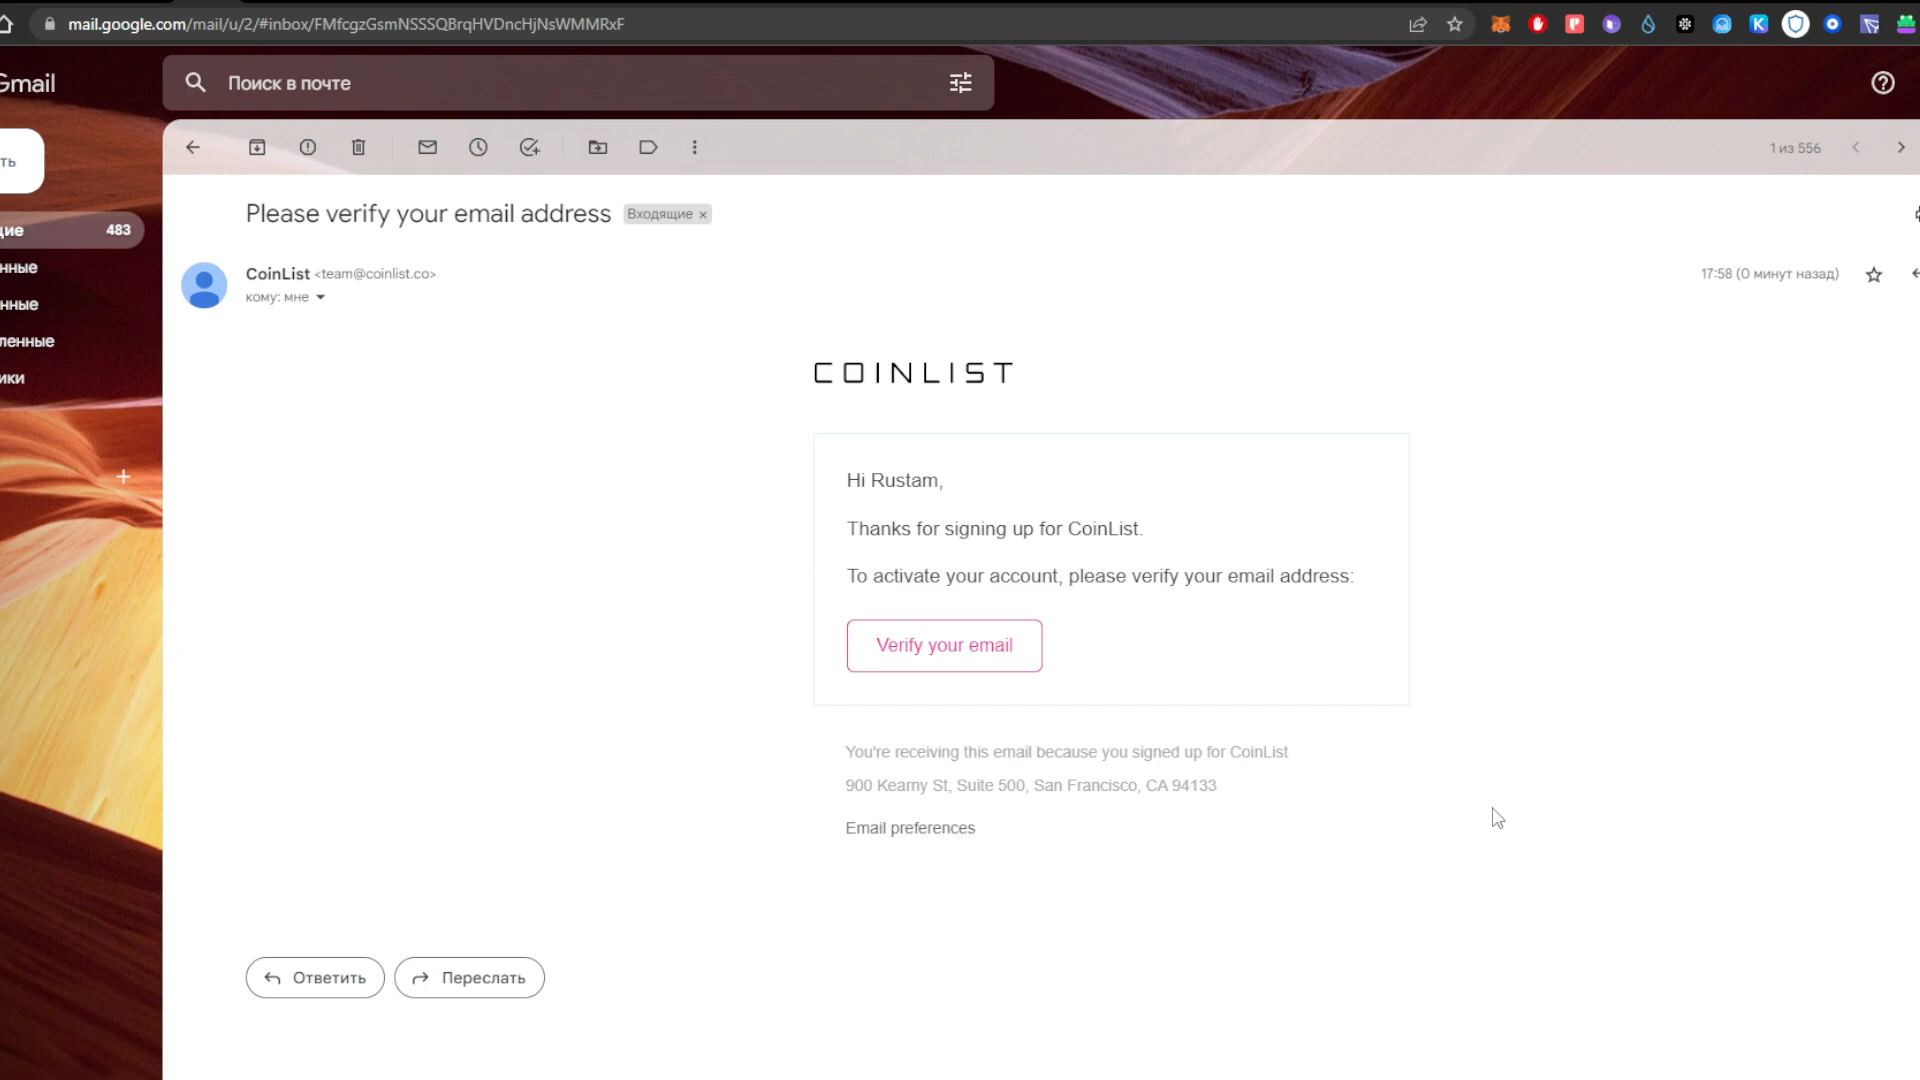 mail.google.com/mail/u/2/#inbox/FMfcgzGsmNSSSQBrqHVDncHjNsWMMRxF
Gmail
Поиск в почте
ть
1 из 556
Please verify your email address
Входящие ×
щие 483
нные
CoinList <team@coinlist.co>
17:58 (0 минут назад)
кому: мне
нные
ленные
ики
COINLIST
Hi Rustam,
Thanks for signing up for CoinList.
To activate your account, please verify your email address:
Verify your email
You're receiving this email because you signed up for CoinList
900 Kearny St, Suite 500, San Francisco, CA 94133
Email preferences
Ответить
Переслать